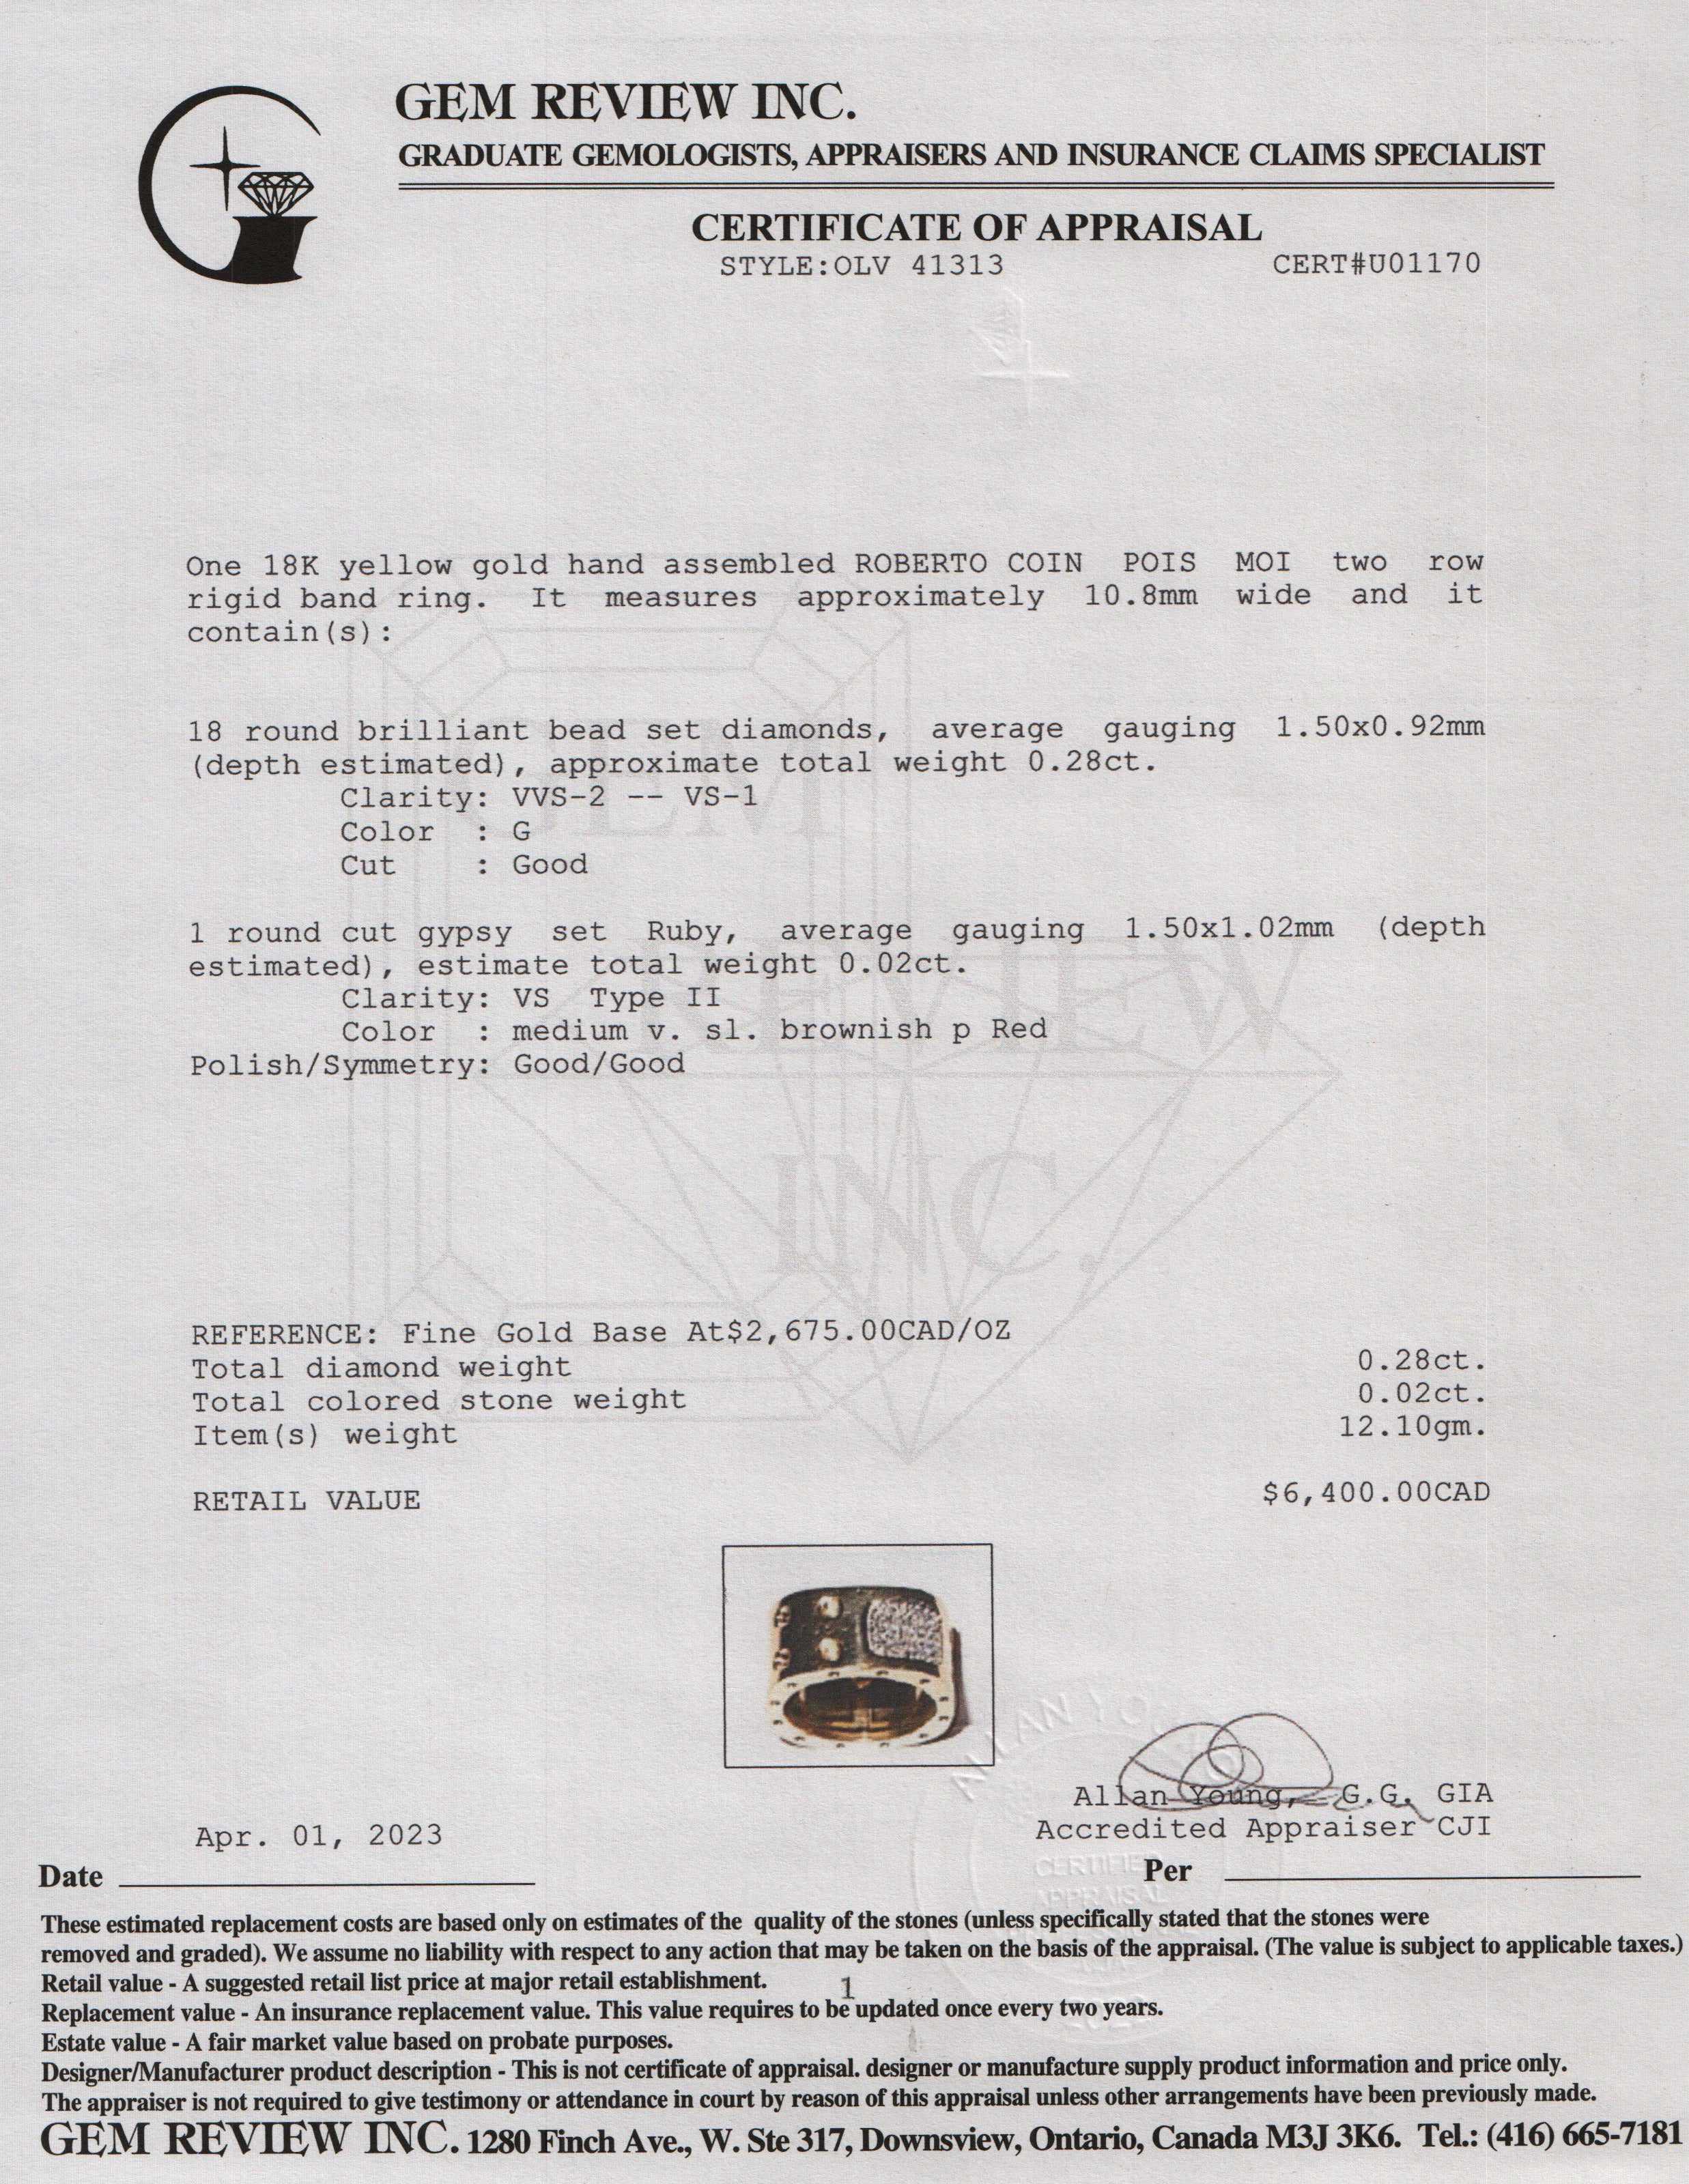 GEM REVIEW INC.
GRADUATE GEMOLOGISTS, APPRAISERS AND INSURANCE CLAIMS SPECIALIST
CERTIFICATE OF APPRAISAL
STYLE:OLV 41313 CERT#U01170
One 18K yellow gold hand assembled ROBERTO COIN POIS MOI two row
rigid band ring. It measures approximately 10.8mm wide and it
contain(s):
18 round brilliant bead set diamonds, average gauging 1.50x0.92mm
(depth estimated), approximate total weight 0.28ct.
Clarity: VVS-2 -- VS-1
Color : G
Cut : Good
1 round cut gypsy set Ruby, average gauging 1.50x1.02mm (depth
estimated), estimate total weight 0.02ct.
Clarity: VS Type II
Color : medium v. sl. brownish p Red
Polish/Symmetry: Good/Good
GEM
REVIEW
INC.
REFERENCE: Fine Gold Base At$2,675.00CAD/OZ
Total diamond weight 0.28ct.
Total colored stone weight 0.02ct.
Item(s) weight 12.10gm.
RETAIL VALUE $6,400.00CAD
ALLAN YO
Allan Young, G.G. GIA
Accredited Appraiser CJI
Apr. 01, 2023
CERTIFIED
APPRAISAL
Date Per
These estimated replacement costs are based only on estimates of the quality of the stones (unless specifically stated that the stones were
removed and graded). We assume no liability with respect to any action that may be taken on the basis of the appraisal. (The value is subject to applicable taxes.)
Retail value - A suggested retail list price at major retail establishment.
1
Replacement value - An insurance replacement value. This value requires to be updated once every two years.
Estate value - A fair market value based on probate purposes.
Designer/Manufacturer product description - This is not certificate of appraisal. designer or manufacture supply product information and price only.
The appraiser is not required to give testimony or attendance in court by reason of this appraisal unless other arrangements have been previously made.
GEM REVIEW INC. 1280 Finch Ave., W. Ste 317, Downsview, Ontario, Canada M3J 3K6. Tel.: (416) 665-7181